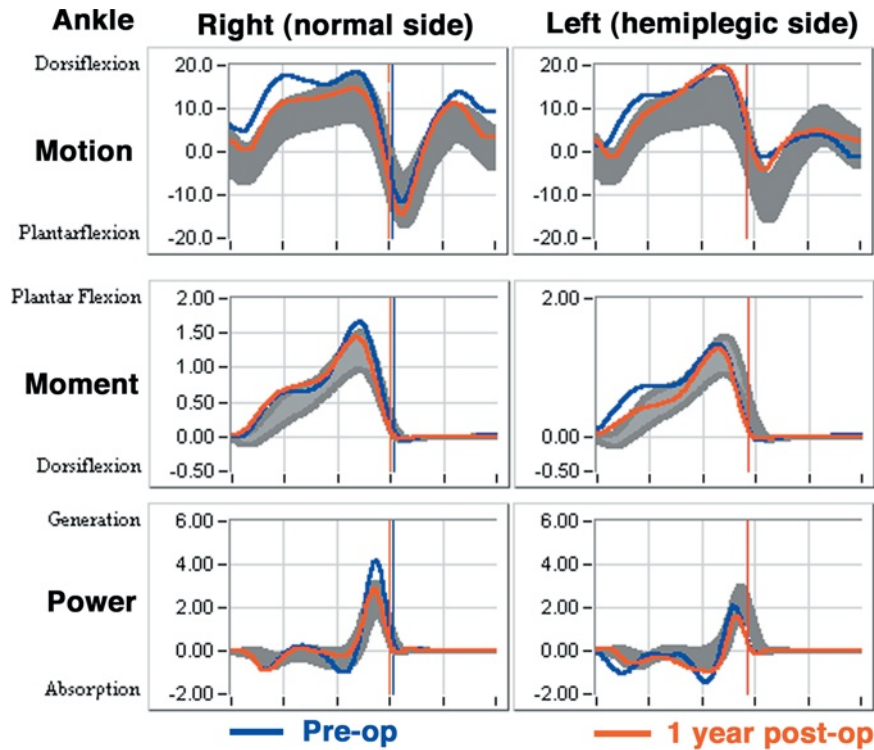 Ankle
Right (normal side)
Left (hemiplegic side)
Dorsiflexion
Motion
Plantarflexion
20.0
10.0
0.0
-10.0
-20.0
20.0
10.0
0.0
-10.0
-20.0
Plantar Flexion
Moment
Dorsiflexion
2.00
1.50
1.00
0.50
0.00
-0.50
2.00
0.00
-0.50
Generation
Power
Absorption
6.00
4.00
2.00
0.00
-2.00
6.00
4.00
2.00
0.00
-2.00
Pre-op
1 year post-op